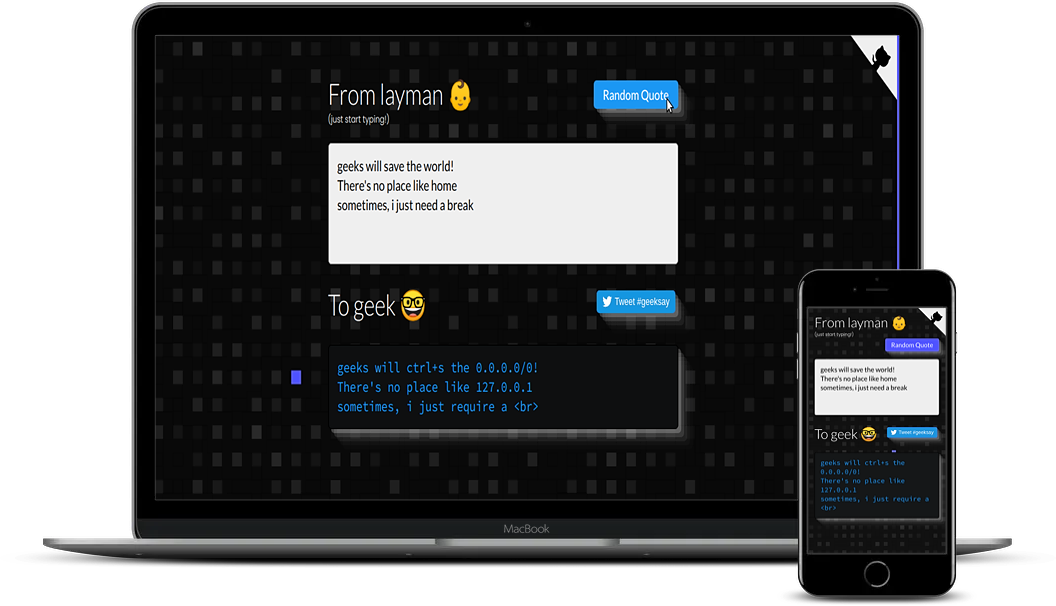 From layman 👶
(just start typing!)
Random Quote
geeks will save the world!
There's no place like home
sometimes, i just need a break
To geek 🤓
Tweet #geeksay
geeks will ctrl+s the 0.0.0.0/0!
There's no place like 127.0.0.1
sometimes, i just require a <br>
MacBook
From layman 👶
(just start typing!)
Random Quote
geeks will save the world!
There's no place like home
sometimes, i just need a break
To geek 🤓
Tweet #geeksay
geeks will ctrl+s the
0.0.0.0/0!
There's no place like
127.0.0.1
sometimes, i just require a
<br>